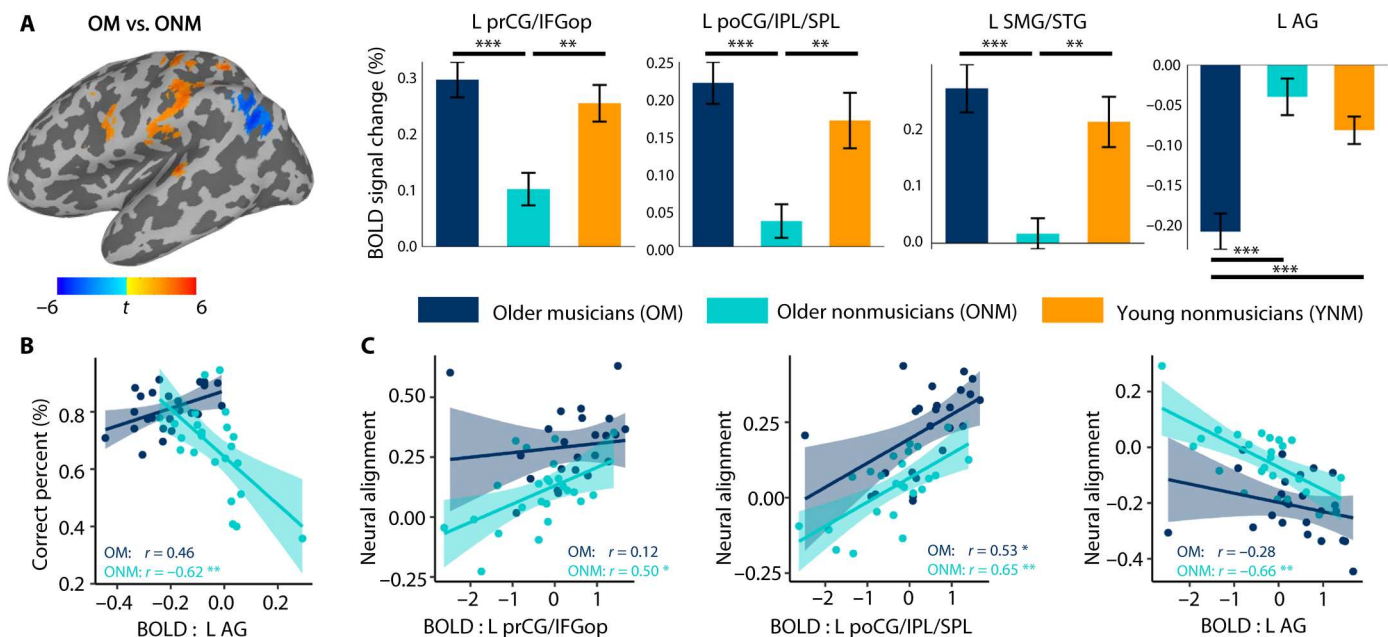 A
OM vs. ONM
−6 t 6
BOLD signal change (%)
L prCG/IFGop
*** **
0.3
0.2
0.1
0.0
L poCG/IPL/SPL
*** **
0.25
0.20
0.15
0.10
0.05
0.00
L SMG/STG
*** **
0.2
0.1
0.0
L AG
0.00
−0.05
−0.10
−0.15
−0.20
***
***
Older musicians (OM) Older nonmusicians (ONM) Young nonmusicians (YNM)
B
Correct percent (%)
0.8
0.6
0.4
0.2
OM: r = 0.46
ONM: r = −0.62 **
−0.4 −0.2 0.0 0.2
BOLD : L AG
C
Neural alignment
0.50
0.25
0.00
−0.25
OM: r = 0.12
ONM: r = 0.50 *
−2 −1 0 1
BOLD : L prCG/IFGop
Neural alignment
0.25
0.00
−0.25
OM: r = 0.53 *
ONM: r = 0.65 **
−2 −1 0 1
BOLD : L poCG/IPL/SPL
Neural alignment
0.2
−0.0
−0.2
−0.4
OM: r = −0.28
ONM: r = −0.66 **
−2 −1 0 1
BOLD : L AG